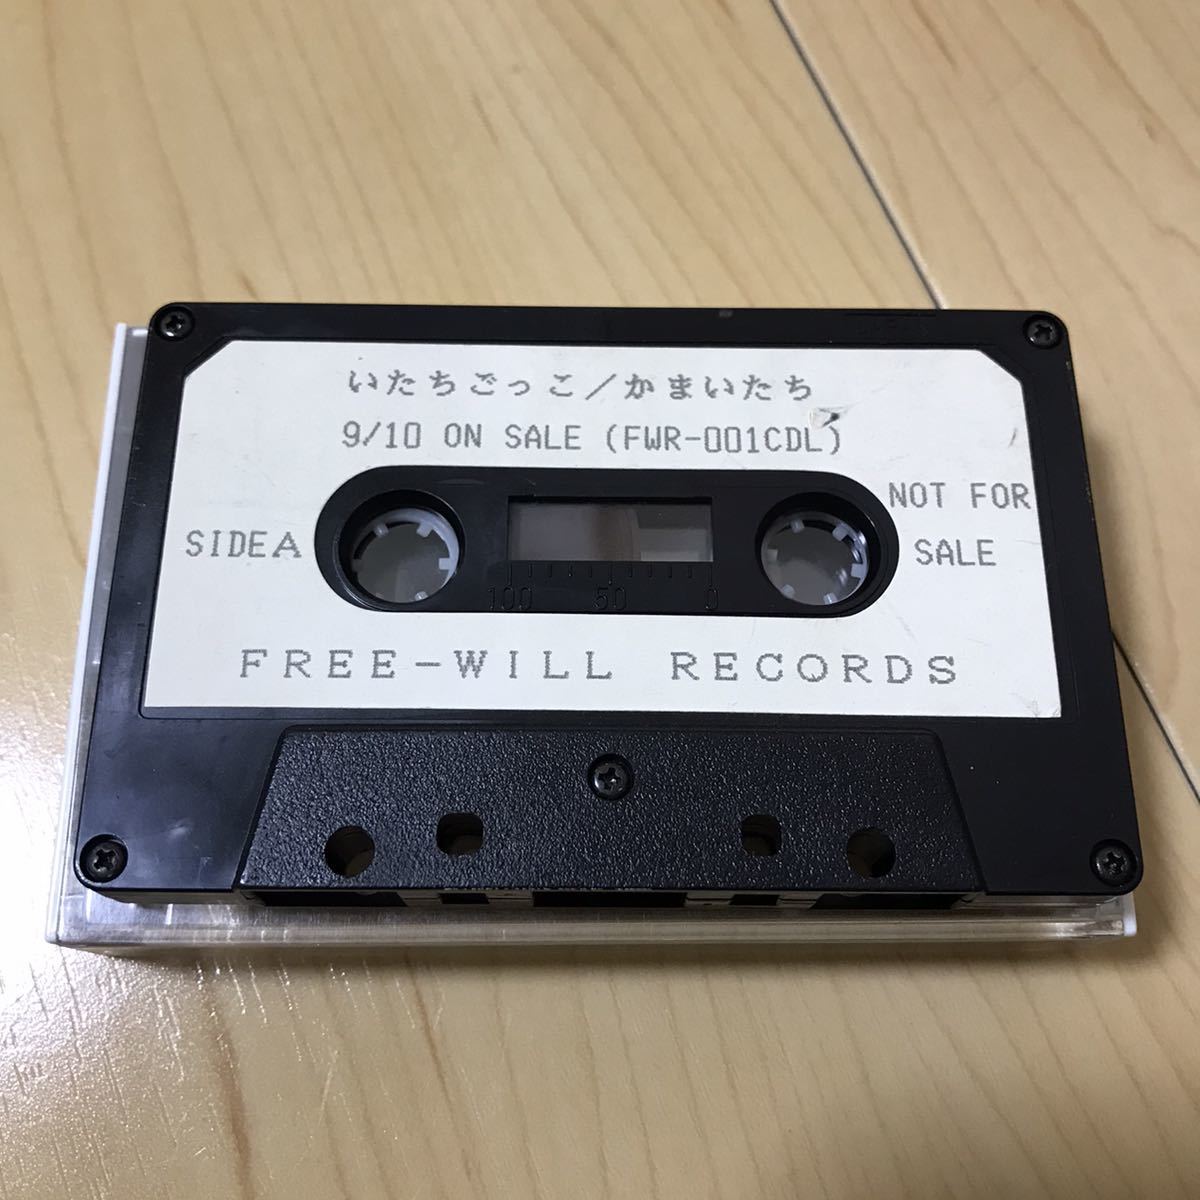 いたちごっこ/かまいたち
9/10 ON SALE (FWR-001CDL)
NOT FOR
SIDE A
SALE
100 50 0
FREE-WILL RECORDS